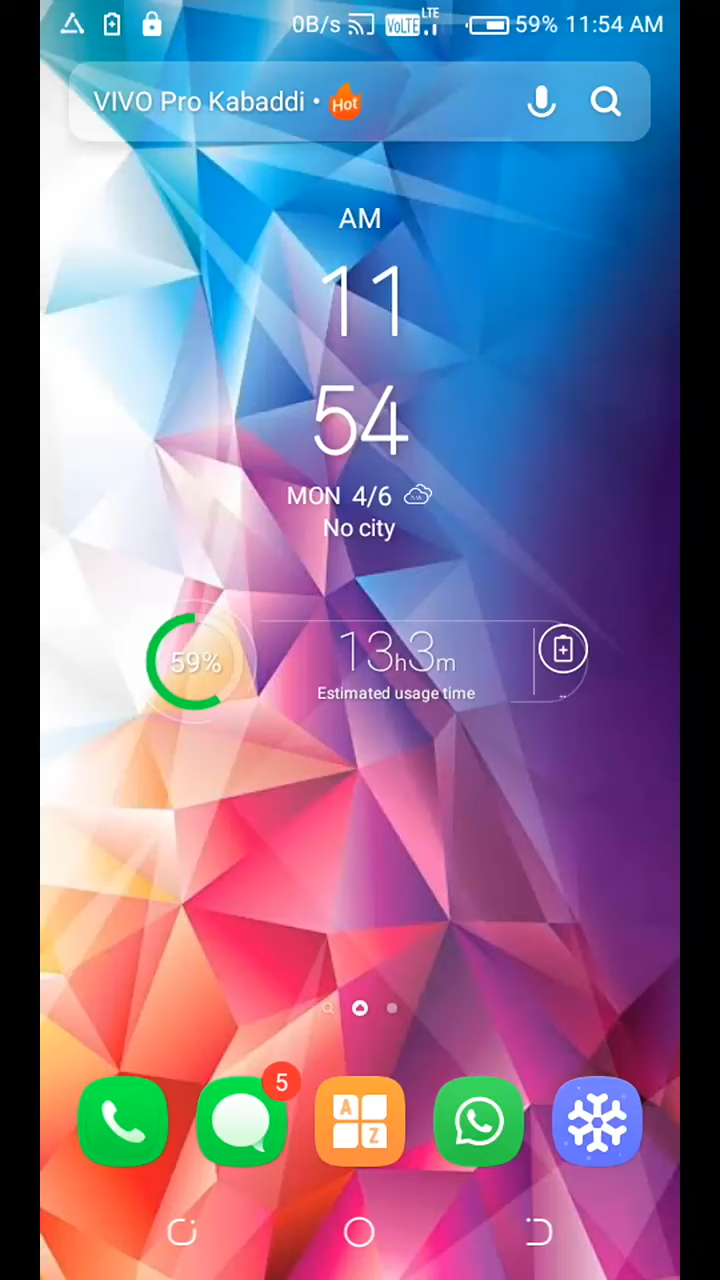 0B/s VoLTE LTE 59% 11:54 AM
VIVO Pro Kabaddi • Hot
AM
11
54
MON 4/6
No city
59%
13h3m
Estimated usage time
5
A
Z